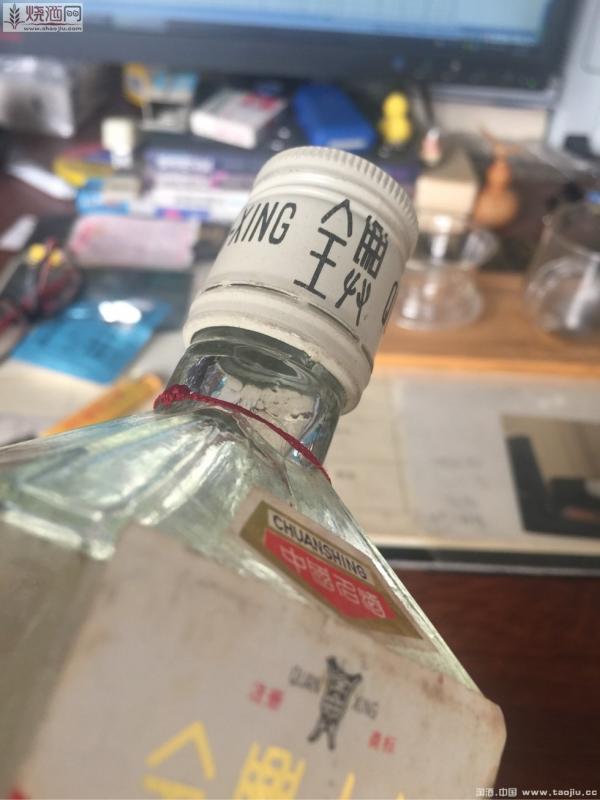 烧酒网
www.shaojiu.com
-XING 全興 Q
CHUANSHING
中國名酒
QUAN XING
注册 商标
全興
淘酒.中国 www.taojiu.cc